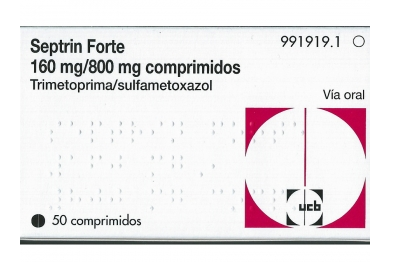 Septrin Forte
991919.1
160 mg/800 mg comprimidos
Trimetoprima/sulfametoxazol
Vía oral
ucb
50 comprimidos